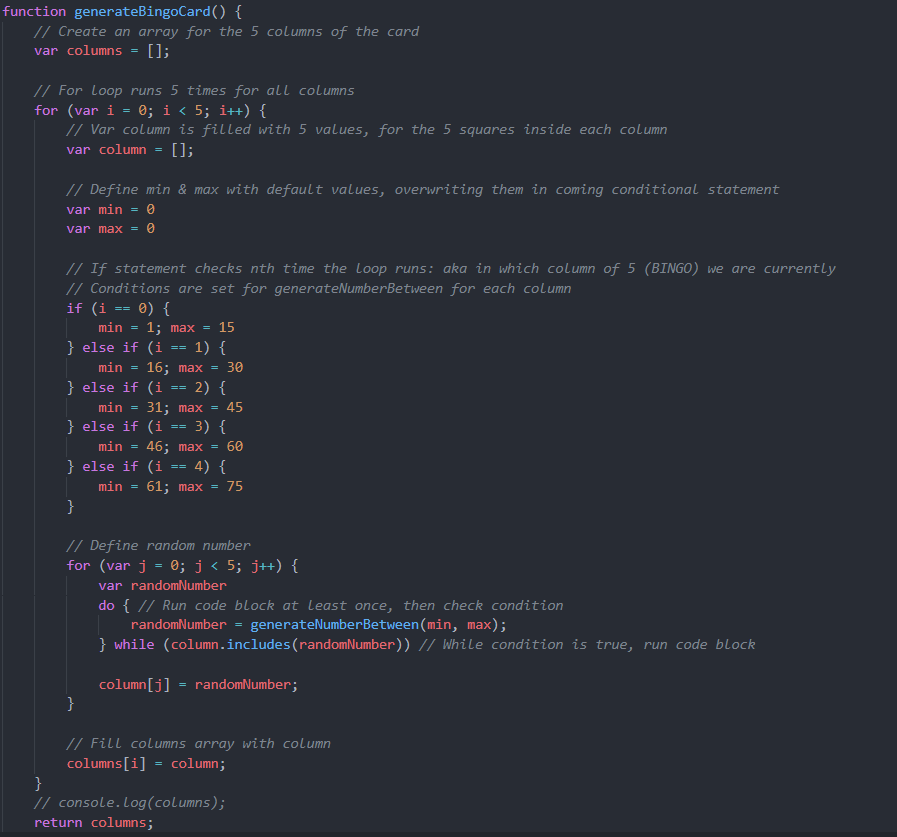 function generateBingoCard() {
    // Create an array for the 5 columns of the card
    var columns = [];

    // For loop runs 5 times for all columns
    for (var i = 0; i < 5; i++) {
        // Var column is filled with 5 values, for the 5 squares inside each column
        var column = [];

        // Define min & max with default values, overwriting them in coming conditional statement
        var min = 0
        var max = 0

        // If statement checks nth time the loop runs: aka in which column of 5 (BINGO) we are currently
        // Conditions are set for generateNumberBetween for each column
        if (i == 0) {
            min = 1; max = 15
        } else if (i == 1) {
            min = 16; max = 30
        } else if (i == 2) {
            min = 31; max = 45
        } else if (i == 3) {
            min = 46; max = 60
        } else if (i == 4) {
            min = 61; max = 75
        }

        // Define random number
        for (var j = 0; j < 5; j++) {
            var randomNumber
            do { // Run code block at least once, then check condition
                randomNumber = generateNumberBetween(min, max);
            } while (column.includes(randomNumber)) // While condition is true, run code block

            column[j] = randomNumber;
        }

        // Fill columns array with column
        columns[i] = column;
    }
    // console.log(columns);
    return columns;